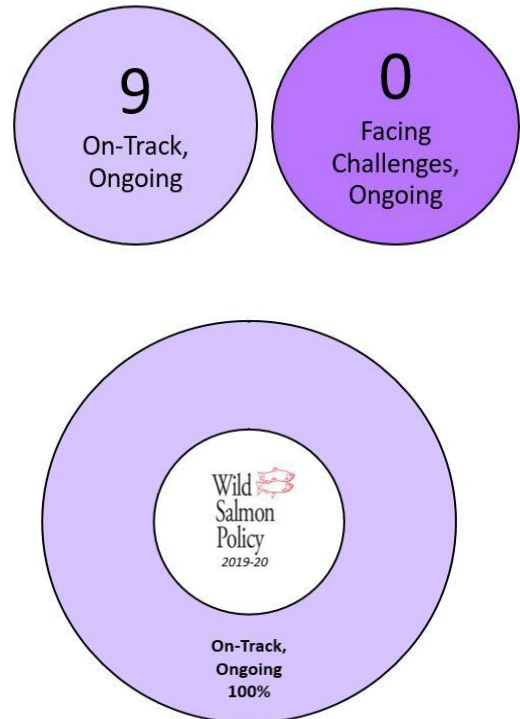 9
On-Track,
Ongoing
0
Facing
Challenges,
Ongoing
Wild
Salmon
Policy
2019-20
On-Track,
Ongoing
100%